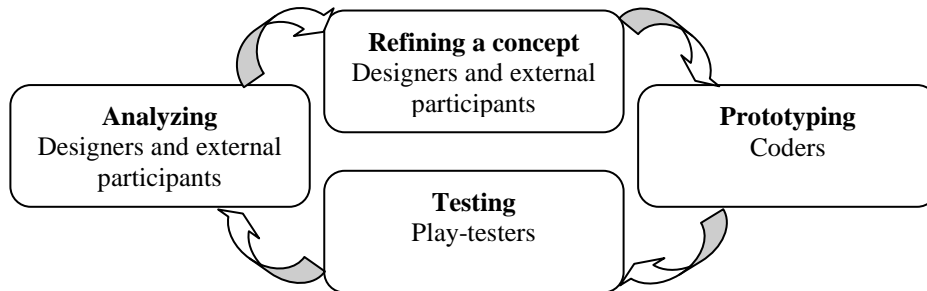 Refining a concept
Designers and external
participants
Analyzing
Designers and external
participants
Prototyping
Coders
Testing
Play-testers